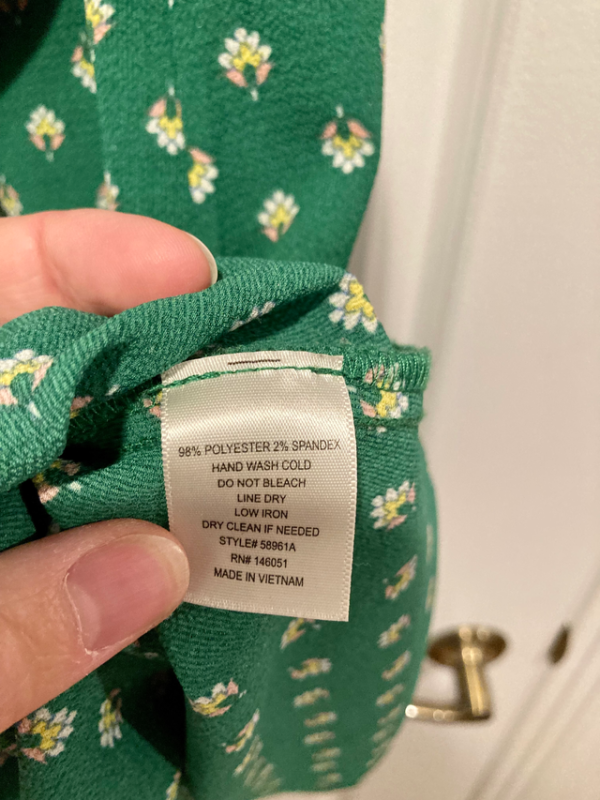 98% POLYESTER 2% SPANDEX
HAND WASH COLD
DO NOT BLEACH
LINE DRY
LOW IRON
DRY CLEAN IF NEEDED
STYLE# 58961A
RN# 146051
MADE IN VIETNAM